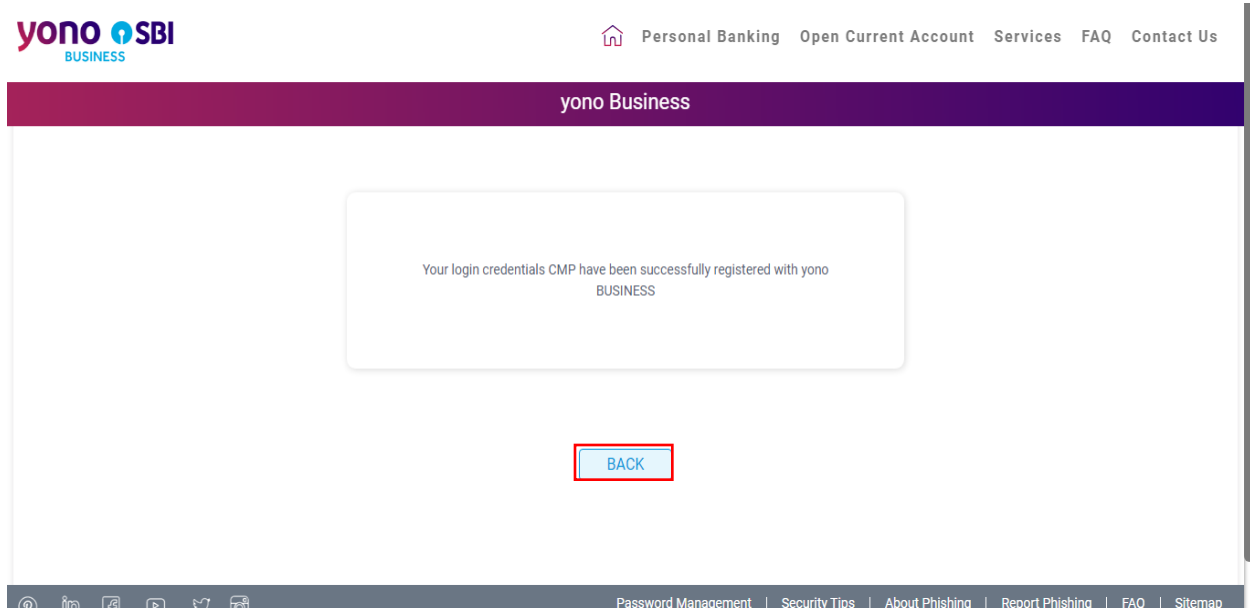 yono SBI
BUSINESS
Personal Banking Open Current Account Services FAQ Contact Us
yono Business
Your login credentials CMP have been successfully registered with yono
BUSINESS
BACK
Password Management | Security Tips | About Phishing | Report Phishing | FAQ | Sitemap